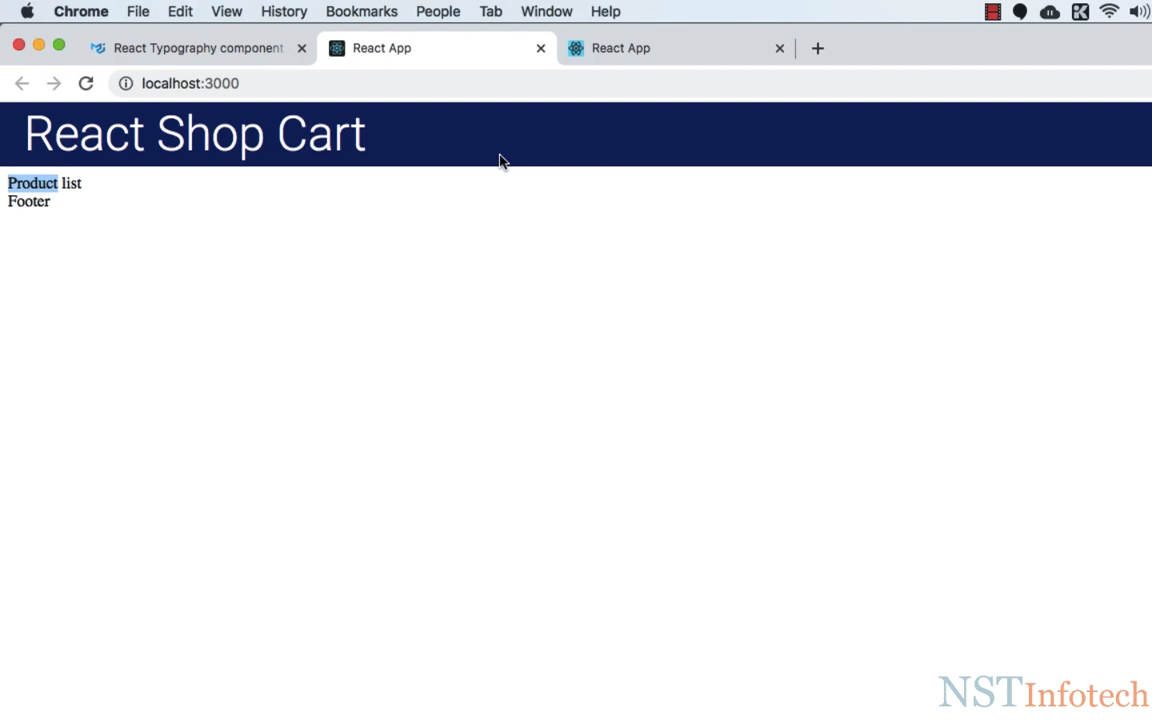 Chrome File Edit View History Bookmarks People Tab Window Help
React Typography component React App React App
localhost:3000
React Shop Cart
Product list
Footer
NSTInfotech